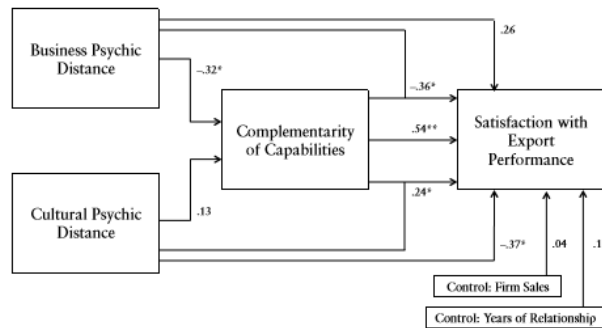 Business Psychic
Distance
.26
–.32*
–.36*
Complementarity
of Capabilities
.54**
Satisfaction with
Export
Performance
.13
.24*
Cultural Psychic
Distance
–.37*
.04
Control: Firm Sales
Control: Years of Relationship